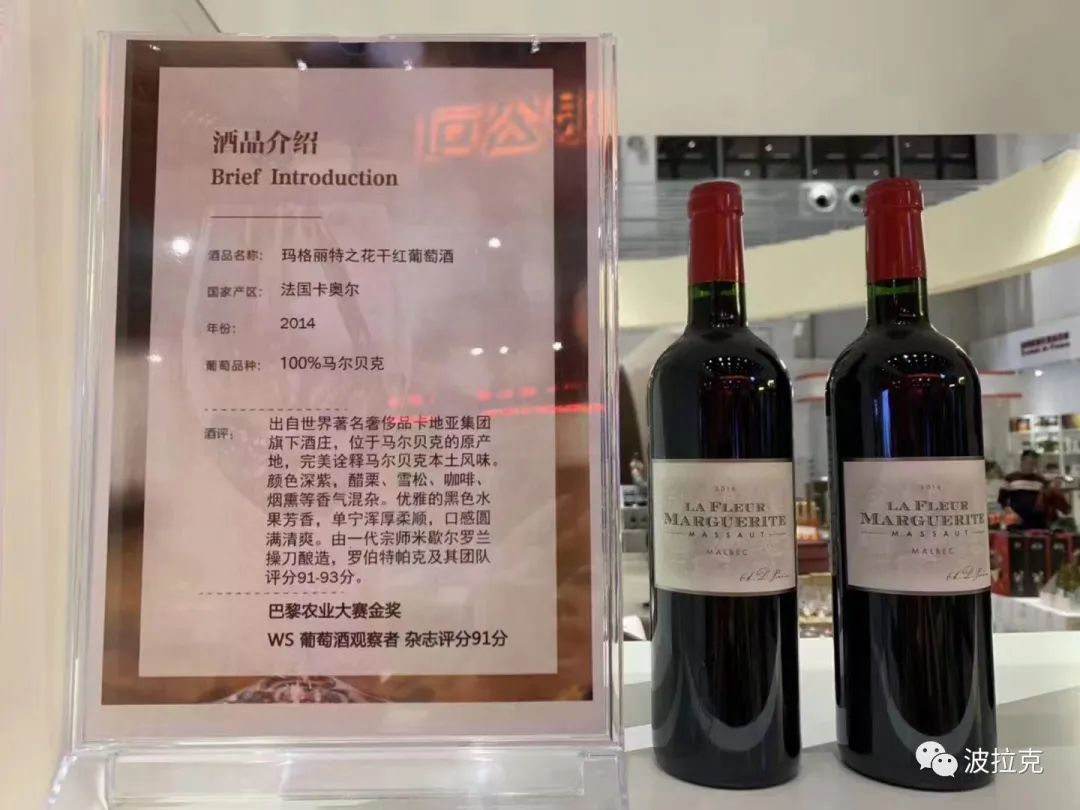 酒品介绍
Brief Introduction
酒品名称: 玛格丽特之花干红葡萄酒
国家产区: 法国卡奥尔
年份: 2014
葡萄品种: 100%马尔贝克
酒评: 出自世界著名奢侈品卡地亚集团
旗下酒庄，位于马尔贝克的原产
地，完美诠释马尔贝克本土风味。
颜色深紫，醋栗、雪松、咖啡、
烟熏等香气混杂。优雅的黑色水
果芳香，单宁浑厚柔顺，口感圆
满清爽。由一代宗师米歇尔罗兰
操刀酿造，罗伯特帕克及其团队
评分91-93分。
巴黎农业大赛金奖
WS 葡萄酒观察者 杂志评分91分
LA FLEUR
MARGUERITE
MASSAUT
MALBEC
LA FLEUR
MARGUERITE
MASSAUT
MALBEC
波拉克